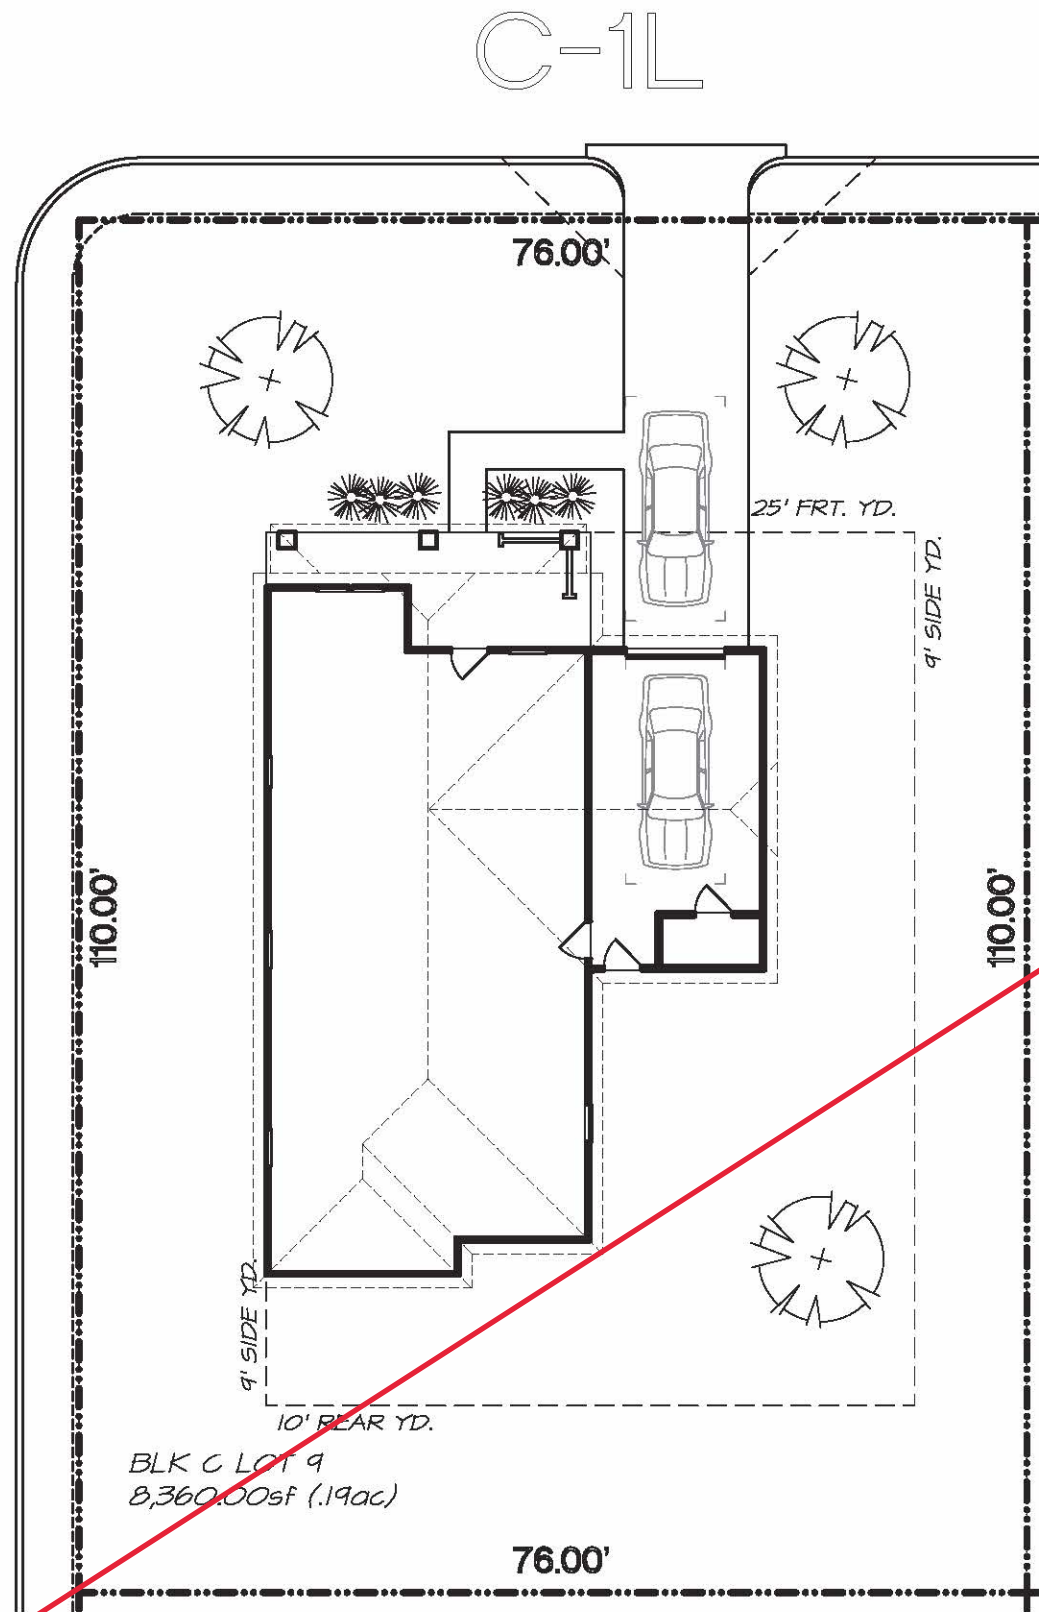 C-1L
76.00'
25' FRT. YD.
9' SIDE YD.
110.00'
110.00'
9' SIDE YD.
10' REAR YD.
BLK C LOT 9
8,360.00sf (.19ac)
76.00'